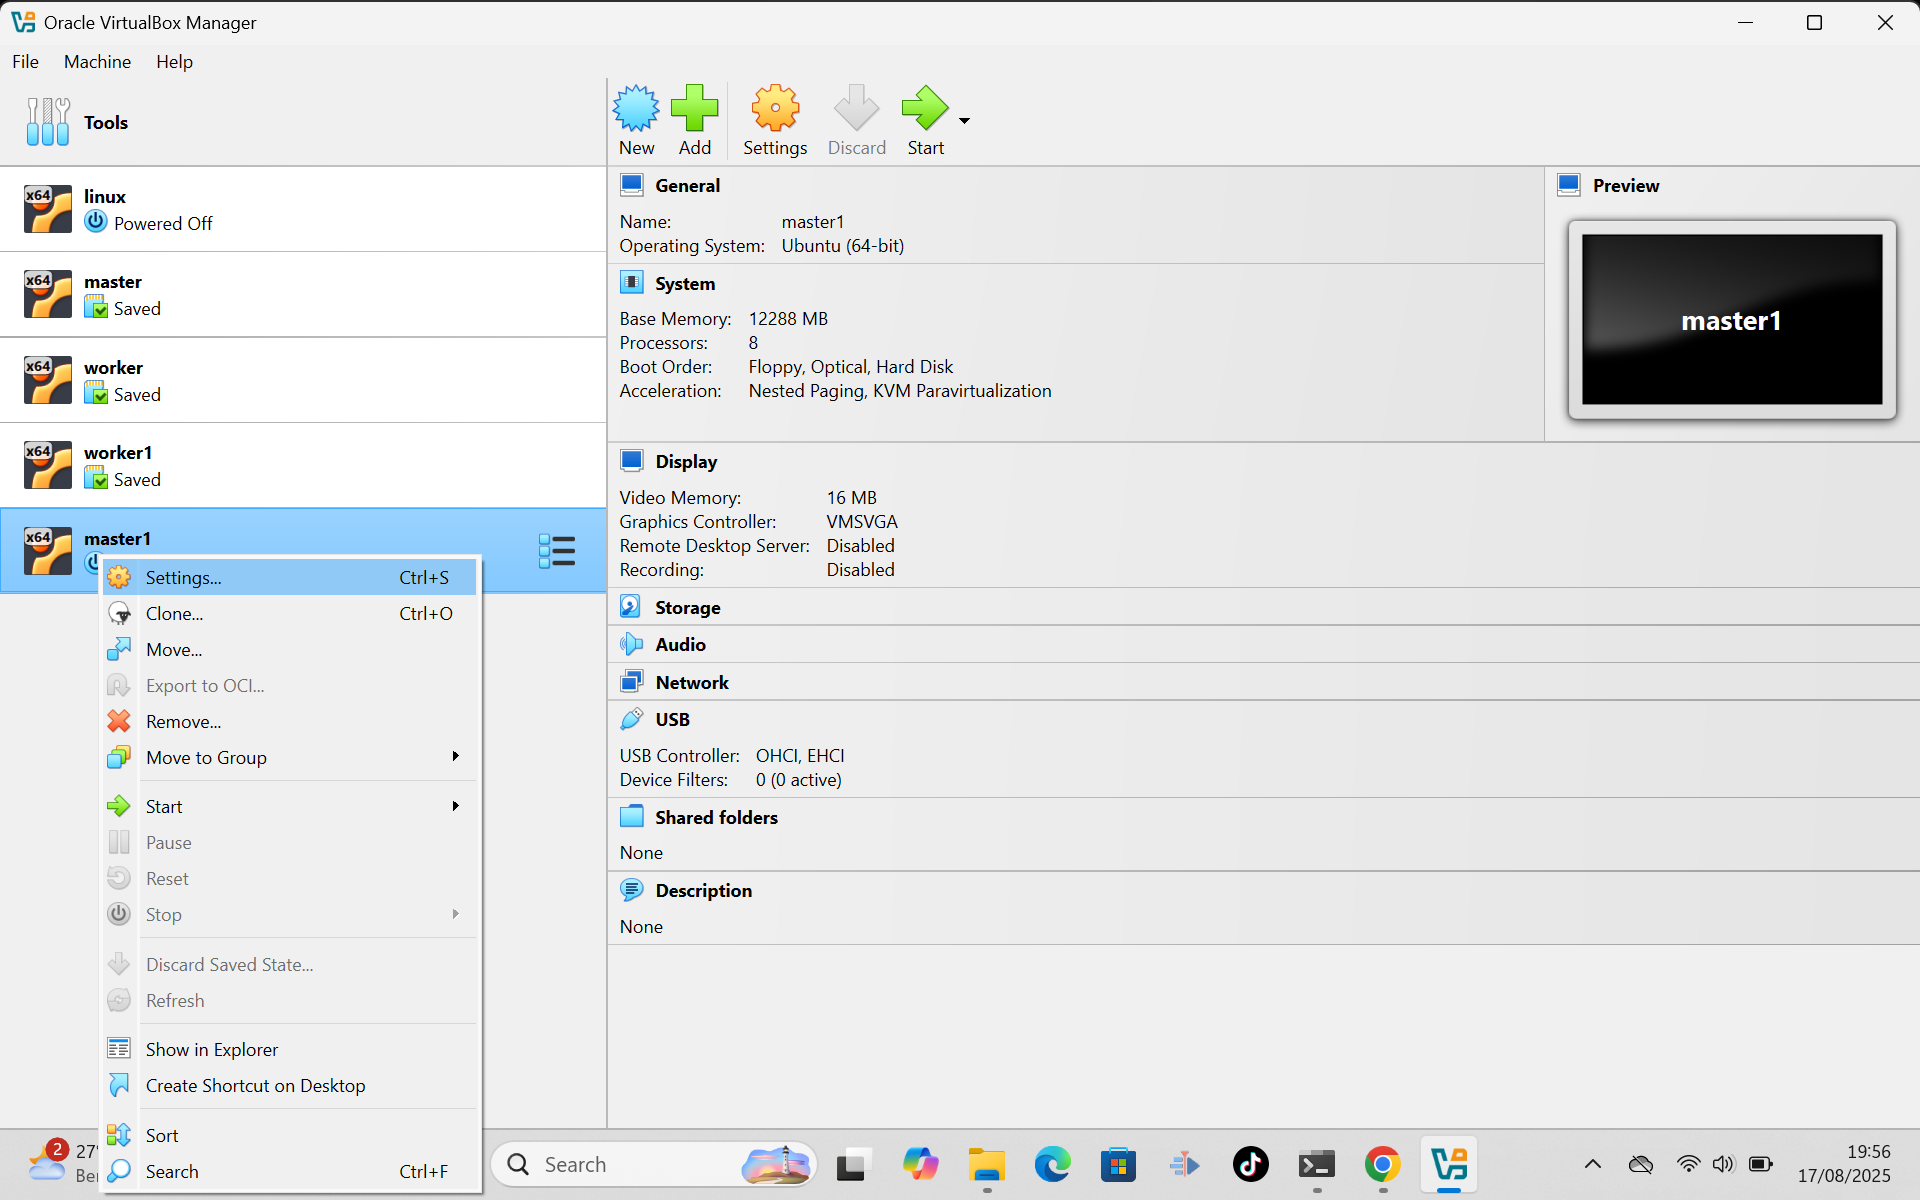 Oracle VirtualBox Manager
File Machine Help
Tools
New Add Settings Discard Start
x64 linux
Powered Off
x64 master
Saved
x64 worker
Saved
x64 worker1
Saved
x64 master1
Settings... Ctrl+S
Clone... Ctrl+O
Move...
Export to OCI...
Remove...
Move to Group
Start
Pause
Reset
Stop
Discard Saved State...
Refresh
Show in Explorer
Create Shortcut on Desktop
Sort
Search Ctrl+F
General
Name: master1
Operating System: Ubuntu (64-bit)
System
Base Memory: 12288 MB
Processors: 8
Boot Order: Floppy, Optical, Hard Disk
Acceleration: Nested Paging, KVM Paravirtualization
Preview
master1
Display
Video Memory: 16 MB
Graphics Controller: VMSVGA
Remote Desktop Server: Disabled
Recording: Disabled
Storage
Audio
Network
USB
USB Controller: OHCI, EHCI
Device Filters: 0 (0 active)
Shared folders
None
Description
None
2 27°
Search
19:56
17/08/2025